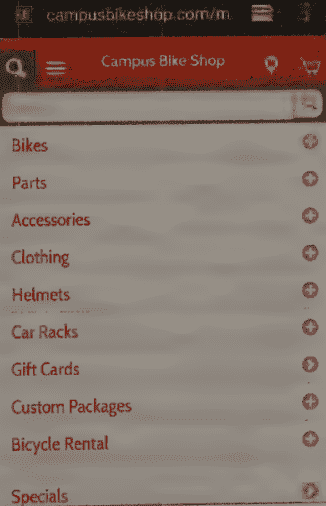 campusbikeshop.com/m
Campus Bike Shop
Bikes
Parts
Accessories
Clothing
Helmets
Car Racks
Gift Cards
Custom Packages
Bicycle Rental
Specials